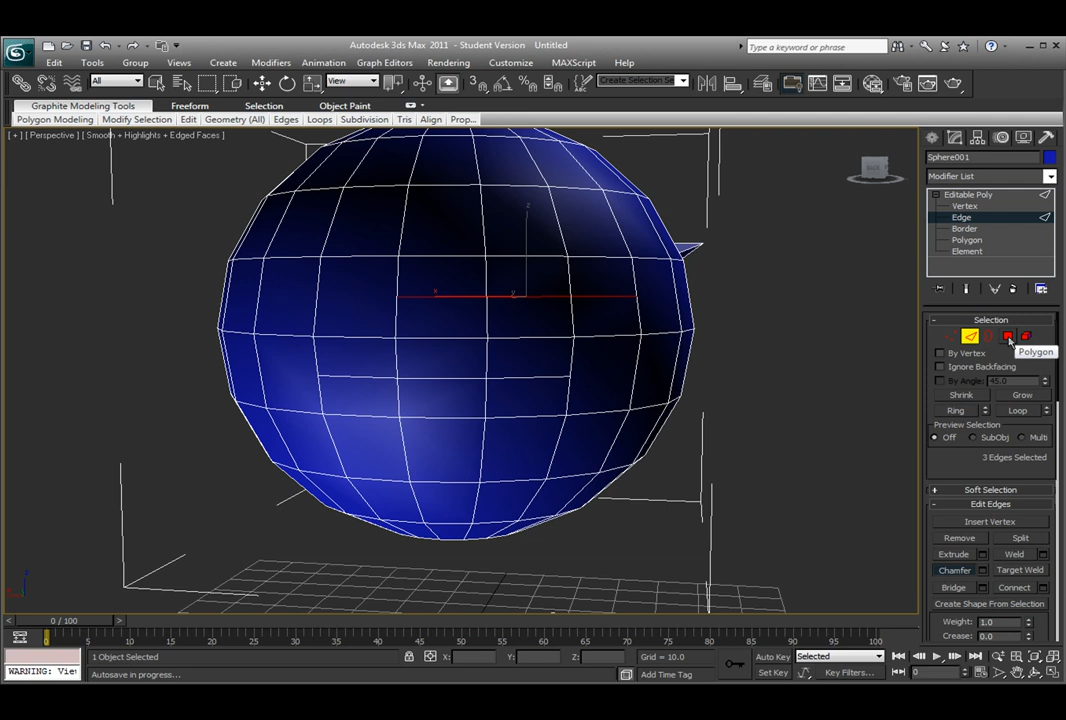 Autodesk 3ds Max 2011 - Student Version Untitled
Type a keyword or phrase
Edit Tools Group Views Create Modifiers Animation Graph Editors Rendering Customize MAXScript Help
All View Create Selection Se
Graphite Modeling Tools Freeform Selection Object Paint
Polygon Modeling Modify Selection Edit Geometry (All) Edges Loops Subdivision Tris Align Prop...
[ + ] [ Perspective ] [ Smooth + Highlights + Edged Faces ]
Sphere001
Modifier List
Editable Poly
Vertex
Edge
Border
Polygon
Element
BACK
z
x
y
Selection
Polygon
By Vertex
Ignore Backfacing
By Angle: 45.0
Shrink Grow
Ring Loop
Preview Selection
Off SubObj Multi
3 Edges Selected
Soft Selection
Edit Edges
Insert Vertex
Remove Split
Extrude Weld
Chamfer Target Weld
Bridge Connect
Create Shape From Selection
Weight: 1.0
Crease: 0.0
0 / 100
0 5 10 15 20 25 30 35 40 45 50 55 60 65 70 75 80 85 90 95 100
1 Object Selected X: Y: Z: Grid = 10.0 Auto Key Selected
WARNING: Vie Autosave in progress... Add Time Tag Set Key Key Filters... 0